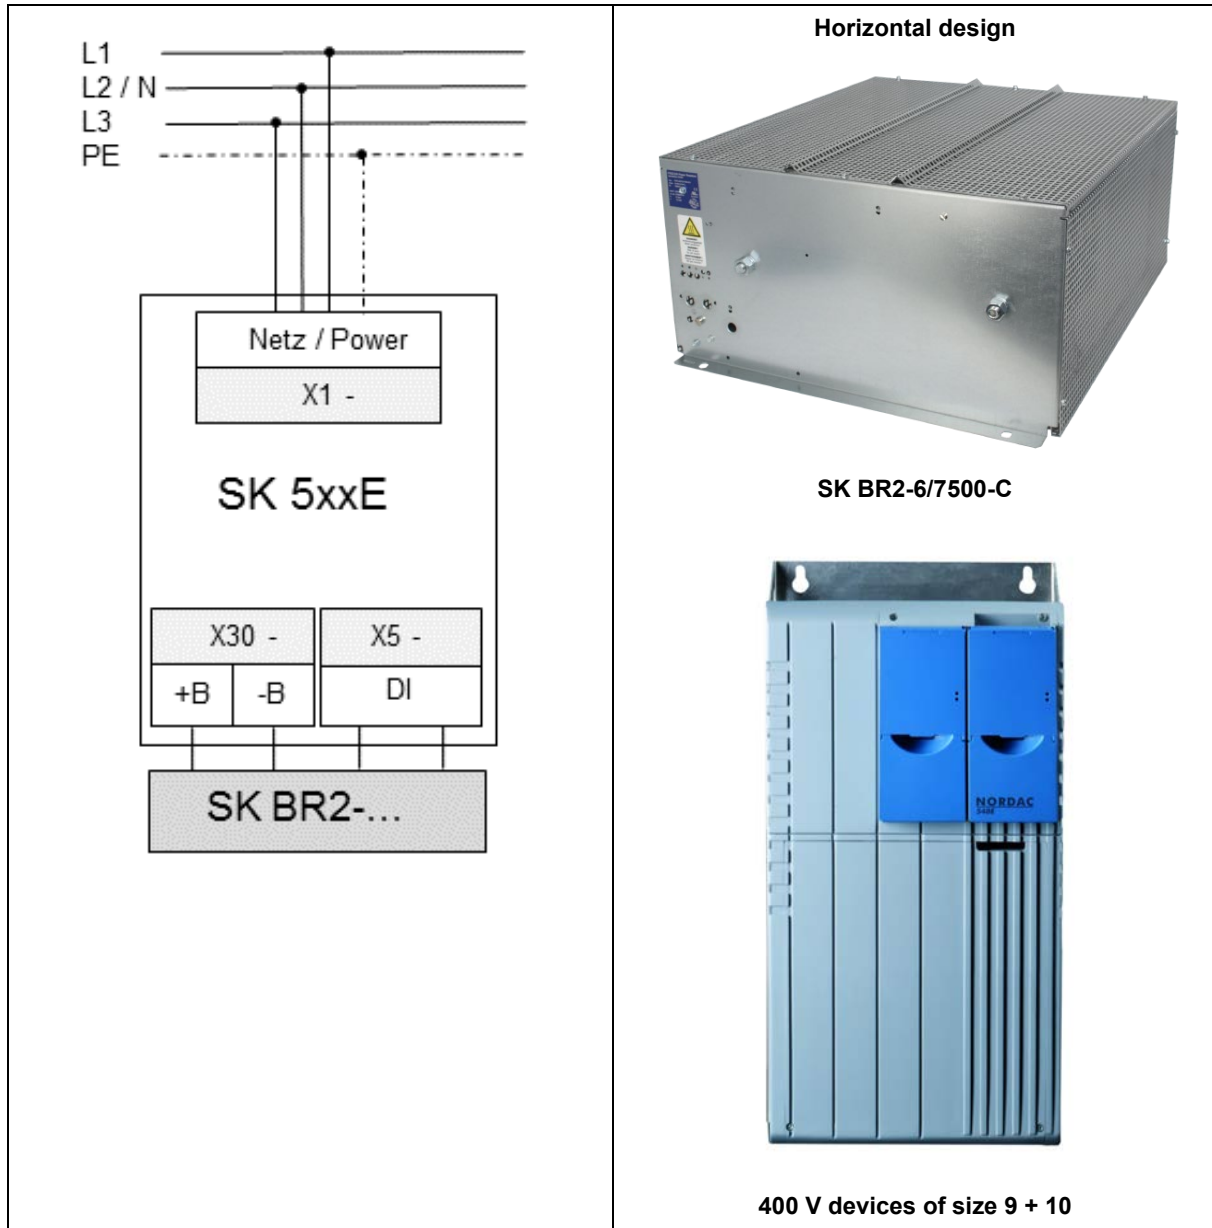 L1
L2 / N
L3
PE
Netz / Power
X1 -
SK 5xxE
X30 -
X5 -
+B
-B
DI
SK BR2-...
Horizontal design
SK BR2-6/7500-C
NORDAC
400 V devices of size 9 + 10